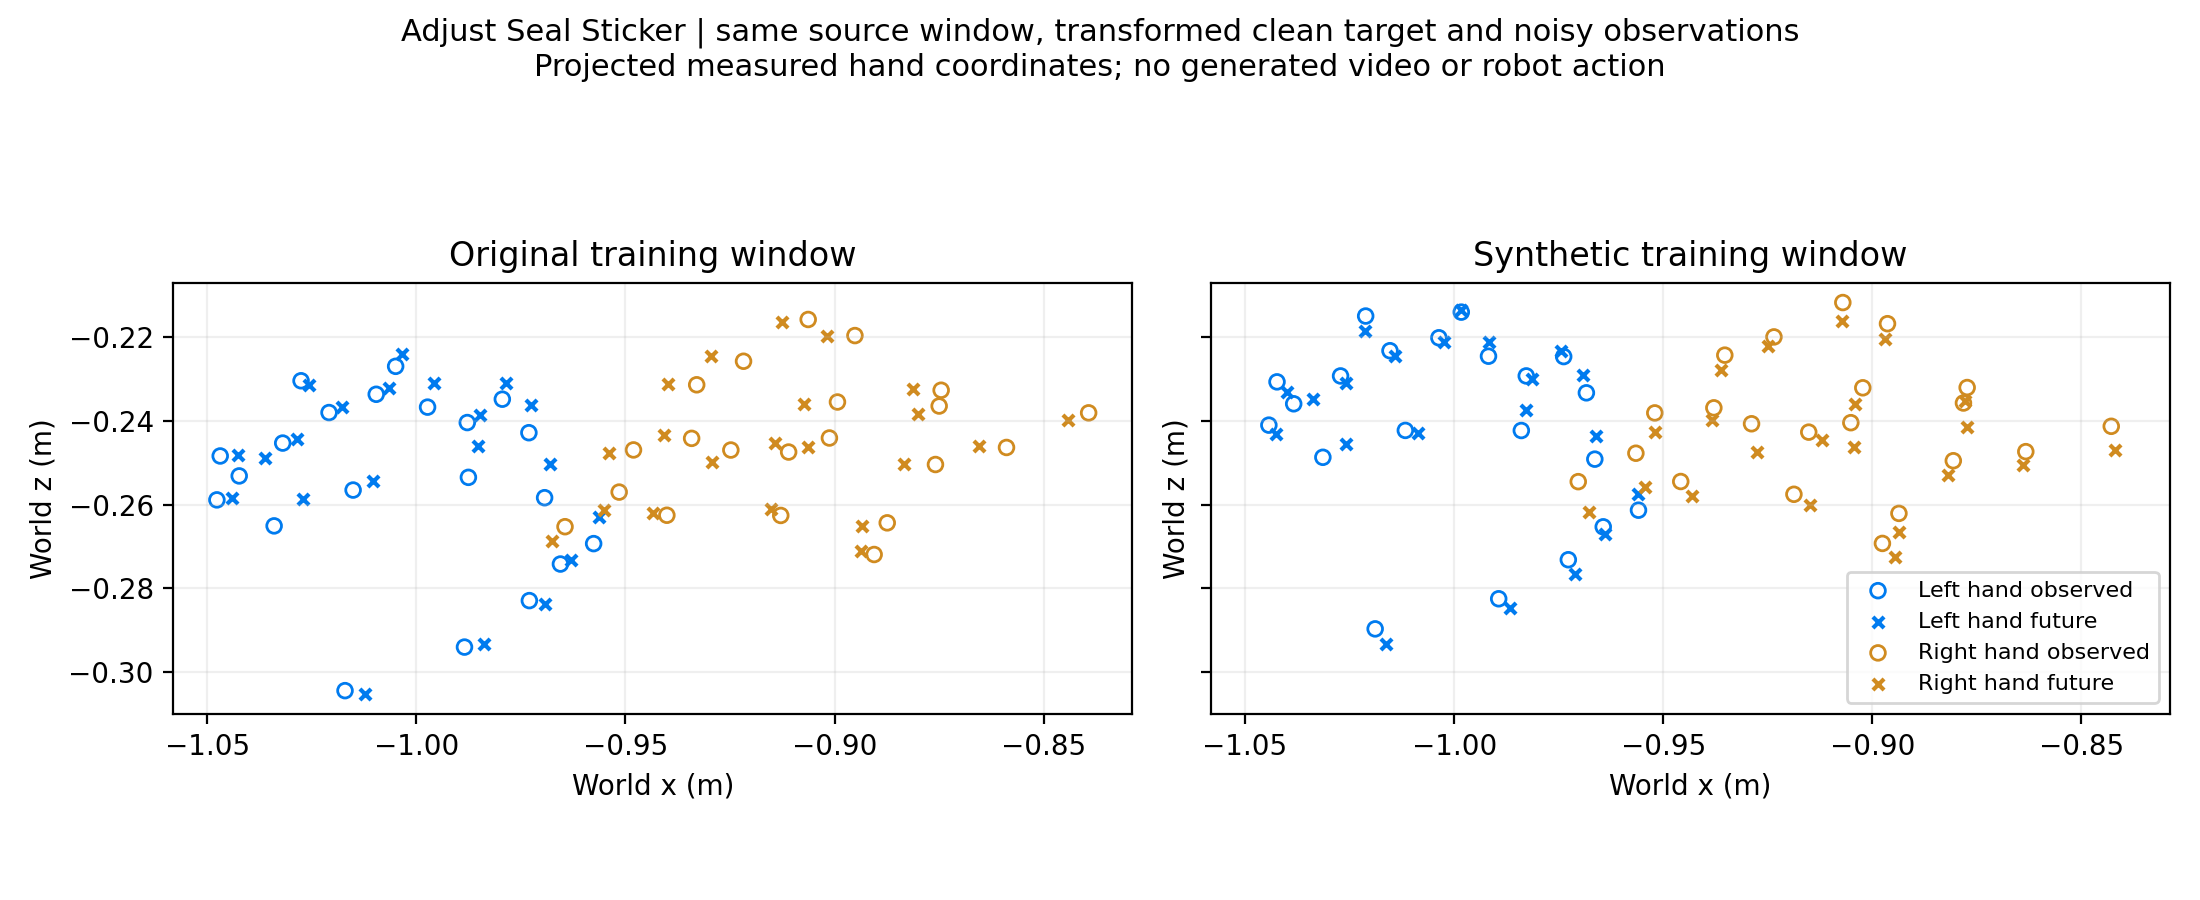 Adjust Seal Sticker | same source window, transformed clean target and noisy observations
Projected measured hand coordinates; no generated video or robot action
Original training window
World z (m)
−0.22
−0.24
−0.26
−0.28
−0.30
−1.05
−1.00
−0.95
−0.90
−0.85
World x (m)
Synthetic training window
World z (m)
Left hand observed
Left hand future
Right hand observed
Right hand future
−1.05
−1.00
−0.95
−0.90
−0.85
World x (m)